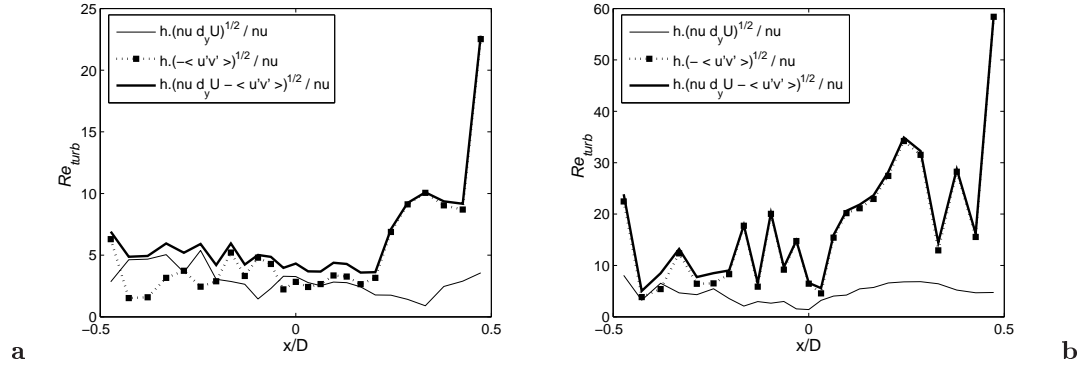 25
20
15
10
5
0
Re_turb
h.(nu d_yU)^1/2 / nu
h.(−< u'v' >)^1/2 / nu
h.(nu d_yU − < u'v' >)^1/2 / nu
−0.5 0 0.5
x/D
a
60
50
40
30
20
10
0
Re_turb
h.(nu d_yU)^1/2 / nu
h.(−< u'v' >)^1/2 / nu
h.(nu d_yU − < u'v' >)^1/2 / nu
−0.5 0 0.5
x/D
b